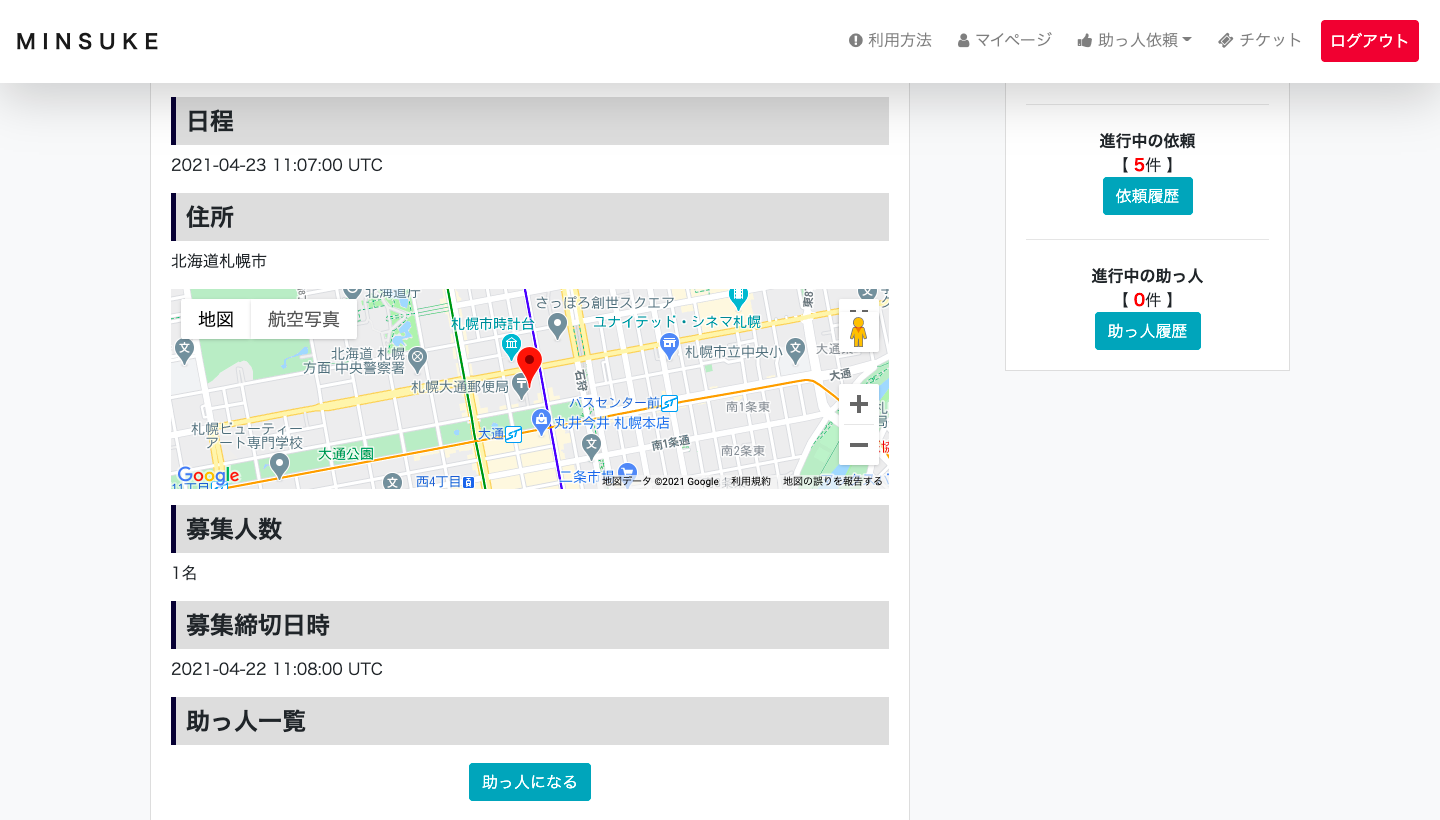 MINSUKE
利用方法
マイページ
助っ人依頼
チケット
ログアウト
日程
2021-04-23 11:07:00 UTC
住所
北海道札幌市
地図
航空写真
北海道庁
さっぽろ創世スクエア
札幌市時計台
ユナイテッド・シネマ札幌
北海道 札幌
方面 中央警察署
札幌市立中央小
札幌大通郵便局
石狩
大通
バスセンター前
南1条東
丸井今井 札幌本店
札幌ビューティー
アート専門学校
大通
大通公園
南1条通
南2条東
西4丁目
二条市場
11丁目
Google
地図データ ©2021 Google
利用規約
地図の誤りを報告する
募集人数
1名
募集締切日時
2021-04-22 11:08:00 UTC
助っ人一覧
助っ人になる
進行中の依頼
【 5件 】
依頼履歴
進行中の助っ人
【 0件 】
助っ人履歴